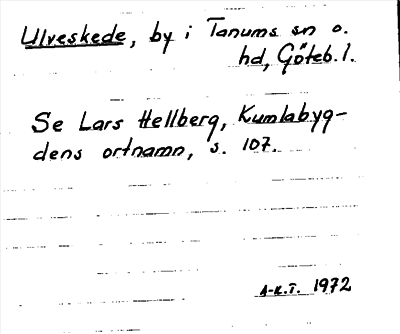 Ulveskede, by i Tanums sn o.
hd, Göteb. l.
Se Lars Hellberg, Kumlabyg-
dens ortnamn, s. 107.
A-K.T. 1972